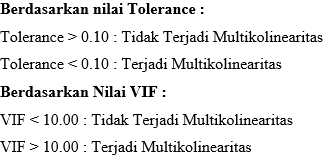 Berdasarkan nilai Tolerance :
Tolerance > 0.10 : Tidak Terjadi Multikolinearitas
Tolerance < 0.10 : Terjadi Multikolinearitas
Berdasarkan Nilai VIF :
VIF < 10.00 : Tidak Terjadi Multikolinearitas
VIF > 10.00 : Terjadi Multikolinearitas